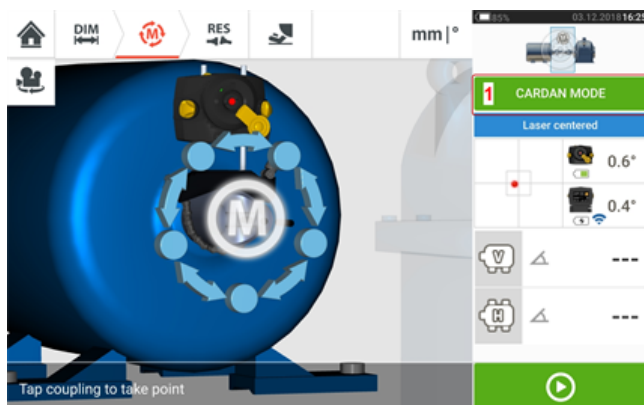 DIM
M
RES
mm|°
85%
03.12.2018 16:25
M
1 CARDAN MODE
Laser centered
0.6°
0.4°
V ---
H ---
M
Tap coupling to take point